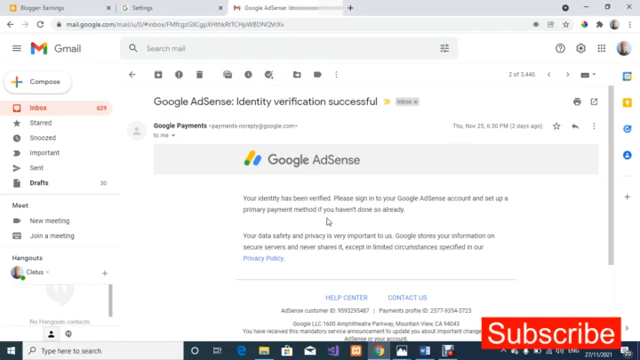 Blogger: Earnings
Settings
Google AdSense: Identity verification
mail.google.com/mail/u/0/#inbox/FMfcgzGllCgpXHthkRtTCHpWBDNQVrXv
Gmail
Search mail
Compose
2 of 3,440
Google AdSense: Identity verification successful
Inbox ×
Inbox 629
Starred
Snoozed
Important
Sent
Drafts 30
Google Payments <payments-noreply@google.com>
to me
Thu, Nov 25, 6:30 PM (2 days ago)
Google AdSense
Your identity has been verified. Please sign in to your Google AdSense account and set up a
primary payment method if you haven't done so already.
Your data safety and privacy is very important to us. Google stores your information on
secure servers and never shares it, except in limited circumstances specified in our
Privacy Policy.
Meet
New meeting
Join a meeting
Hangouts
Cletus
No Hangouts contacts
HELP CENTER CONTACT US
AdSense customer ID: 9593295487 Payments profile ID: 2577-9354-3723
Google LLC 1600 Amphitheatre Parkway, Mountain View, CA 94043
You have received this mandatory service announcement to update you about important changes
AdSense or account.
Subscribe
Type here to search
ENG
27/11/2021